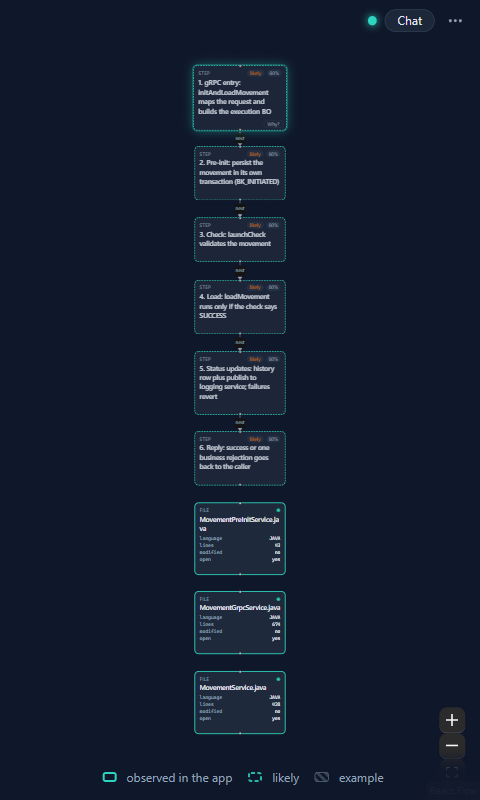 Chat
STEP likely 80%
1. gRPC entry:
initAndLoadMovement
maps the request and
builds the execution BO
Why?
next
STEP likely 80%
2. Pre-init: persist the
movement in its own
transaction (BK_INITIATED)
next
STEP likely 80%
3. Check: launchCheck
validates the movement
next
STEP likely 80%
4. Load: loadMovement
runs only if the check says
SUCCESS
next
STEP likely 80%
5. Status updates: history
row plus publish to
logging service; failures
revert
next
STEP likely 80%
6. Reply: success or one
business rejection goes
back to the caller
FILE
MovementPreInitService.ja
va
language JAVA
lines
modified no
open yes
FILE
MovementGrpcService.java
language JAVA
lines 674
modified no
open yes
FILE
MovementService.java
language JAVA
lines
modified no
open yes
observed in the app likely example